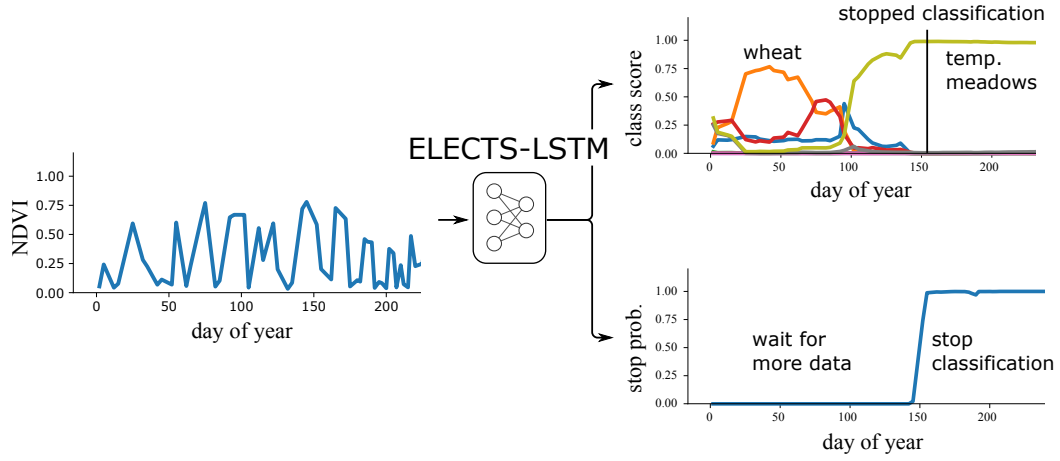 stopped classification
1.00
0.75
0.50
0.25
0.00
class score
wheat
temp.
meadows
0
50
100
150
200
day of year
ELECTS-LSTM
1.00
0.75
0.50
0.25
0.00
NDVI
0
50
100
150
200
day of year
1.00
0.75
0.50
0.25
0.00
stop prob.
wait for
more data
stop
classification
0
50
100
150
200
day of year